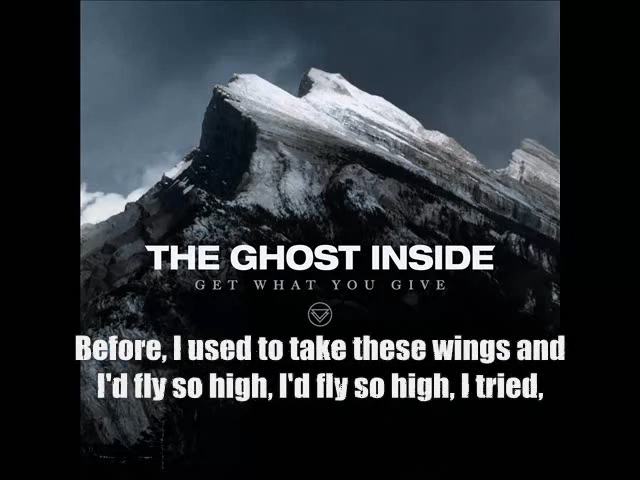 THE GHOST INSIDE
GET WHAT YOU GIVE
Before, I used to take these wings and
I'd fly so high, I'd fly so high, I tried,